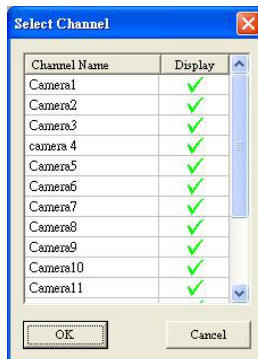 Select Channel
Channel Name Display
Camera1
Camera2
Camera3
camera 4
Camera5
Camera6
Camera7
Camera8
Camera9
Camera10
Camera11
OK Cancel